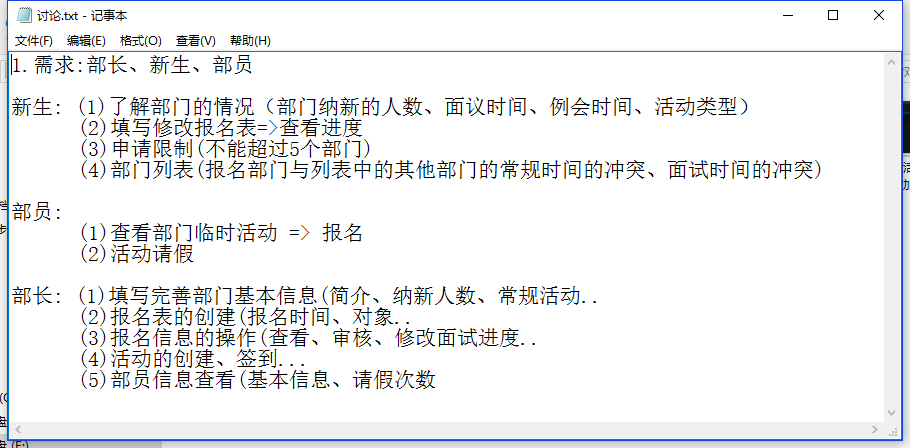 讨论.txt - 记事本
文件(F) 编辑(E) 格式(O) 查看(V) 帮助(H)
1.需求:部长、新生、部员
新生: (1)了解部门的情况（部门纳新的人数、面议时间、例会时间、活动类型）
(2)填写修改报名表=>查看进度
(3)申请限制(不能超过5个部门)
(4)部门列表(报名部门与列表中的其他部门的常规时间的冲突、面试时间的冲突)
部员:
(1)查看部门临时活动 => 报名
(2)活动请假
部长: (1)填写完善部门基本信息(简介、纳新人数、常规活动..
(2)报名表的创建(报名时间、对象..
(3)报名信息的操作(查看、审核、修改面试进度..
(4)活动的创建、签到...
(5)部员信息查看(基本信息、请假次数